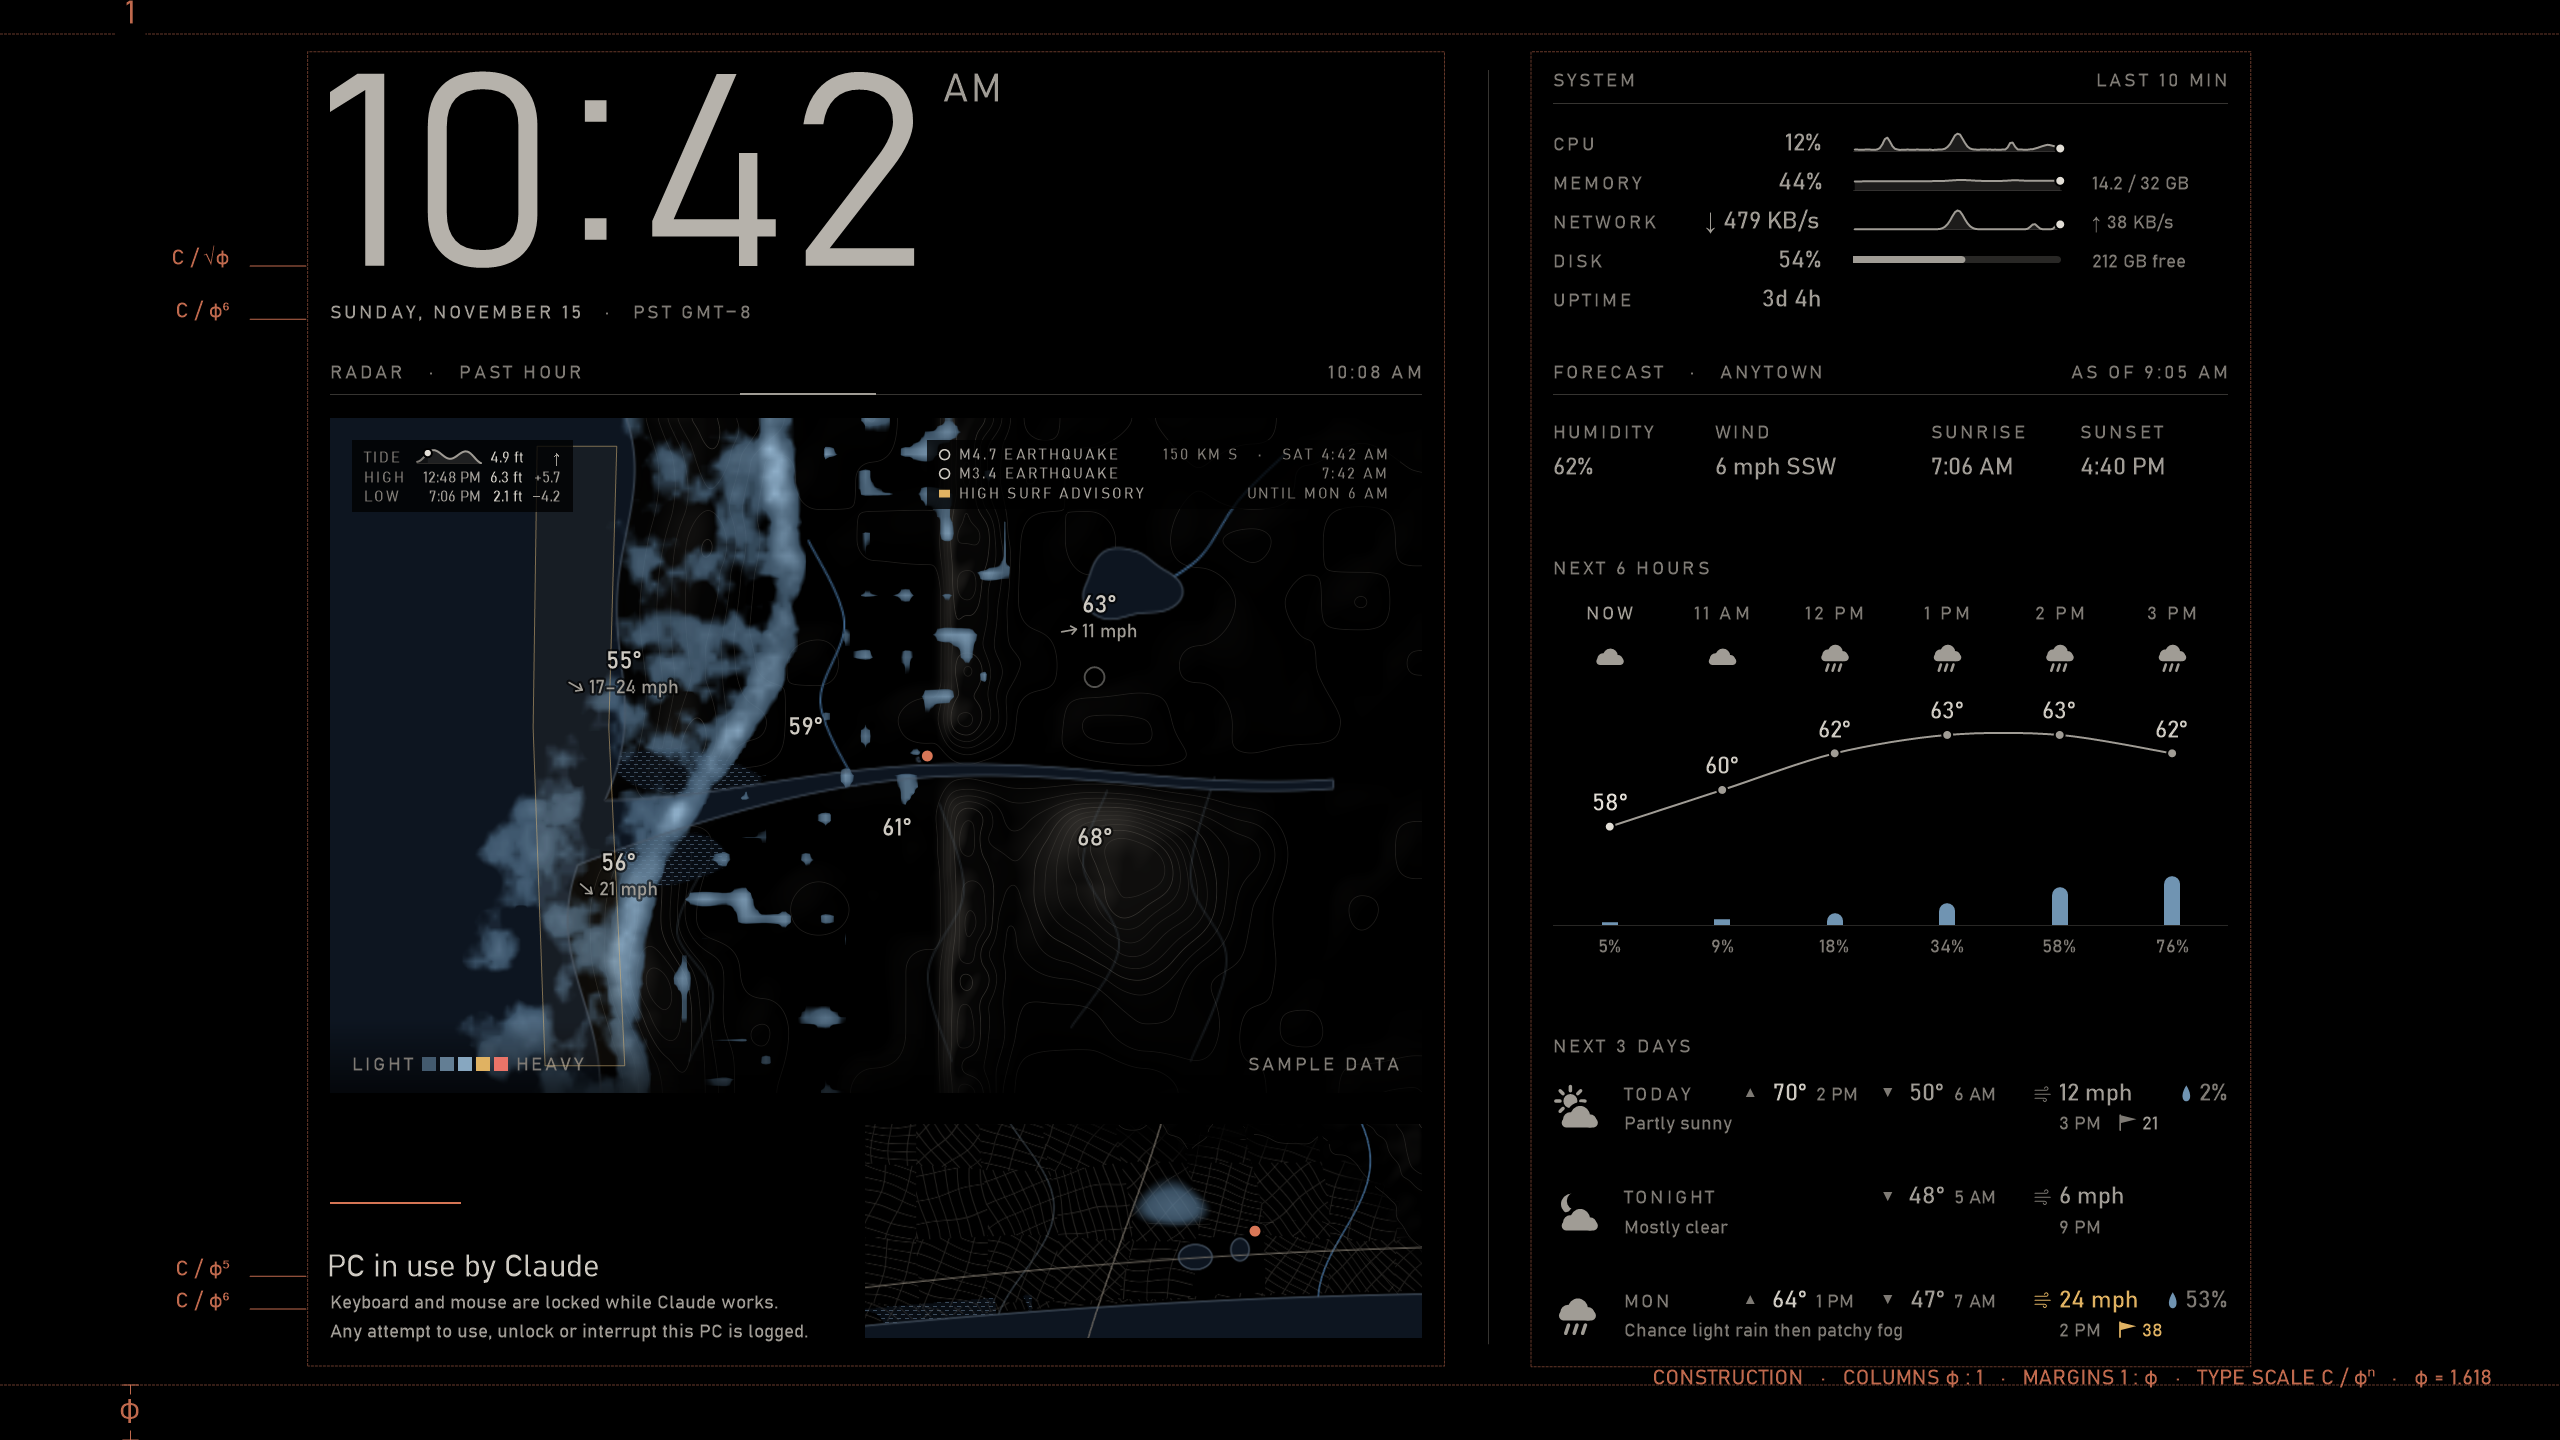 1
10:42 AM
C / √φ
C / φ⁶
SUNDAY, NOVEMBER 15 · PST GMT−8
RADAR · PAST HOUR 10:08 AM
TIDE 4.9 ft ↑
HIGH 12:48 PM 6.3 ft +5.7
LOW 7:06 PM 2.1 ft −4.2
M4.7 EARTHQUAKE 150 KM S · SAT 4:42 AM
M3.4 EARTHQUAKE 7:42 AM
HIGH SURF ADVISORY UNTIL MON 6 AM
63°
→ 11 mph
55°
↘ 17–24 mph
59°
61°
68°
56°
↘ 21 mph
LIGHT HEAVY
SAMPLE DATA
PC in use by Claude
Keyboard and mouse are locked while Claude works.
Any attempt to use, unlock or interrupt this PC is logged.
C / φ⁵
C / φ⁶
φ
SYSTEM LAST 10 MIN
CPU 12%
MEMORY 44% 14.2 / 32 GB
NETWORK ↓ 479 KB/s ↑ 38 KB/s
DISK 54% 212 GB free
UPTIME 3d 4h
FORECAST · ANYTOWN AS OF 9:05 AM
HUMIDITY WIND SUNRISE SUNSET
62% 6 mph SSW 7:06 AM 4:40 PM
NEXT 6 HOURS
NOW 11 AM 12 PM 1 PM 2 PM 3 PM
58° 60° 62° 63° 63° 62°
5% 9% 18% 34% 58% 76%
NEXT 3 DAYS
TODAY ▲ 70° 2 PM ▼ 50° 6 AM 12 mph 2%
Partly sunny 3 PM 21
TONIGHT ▼ 48° 5 AM 6 mph
Mostly clear 9 PM
MON ▲ 64° 1 PM ▼ 47° 7 AM 24 mph 53%
Chance light rain then patchy fog 2 PM 38
CONSTRUCTION · COLUMNS φ : 1 · MARGINS 1 : φ · TYPE SCALE C / φⁿ · φ = 1.618